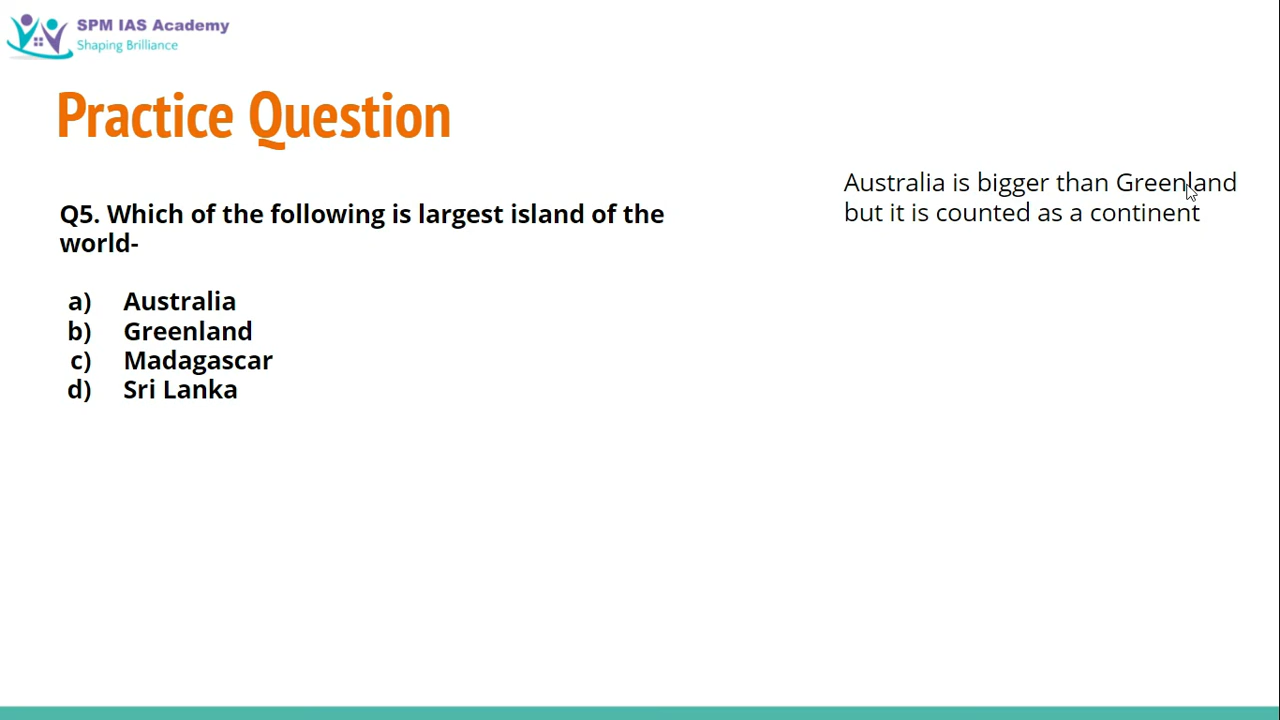 SPM IAS Academy
Shaping Brilliance
Practice Question
Australia is bigger than Greenland
but it is counted as a continent
Q5. Which of the following is largest island of the
world-
a) Australia
b) Greenland
c) Madagascar
d) Sri Lanka